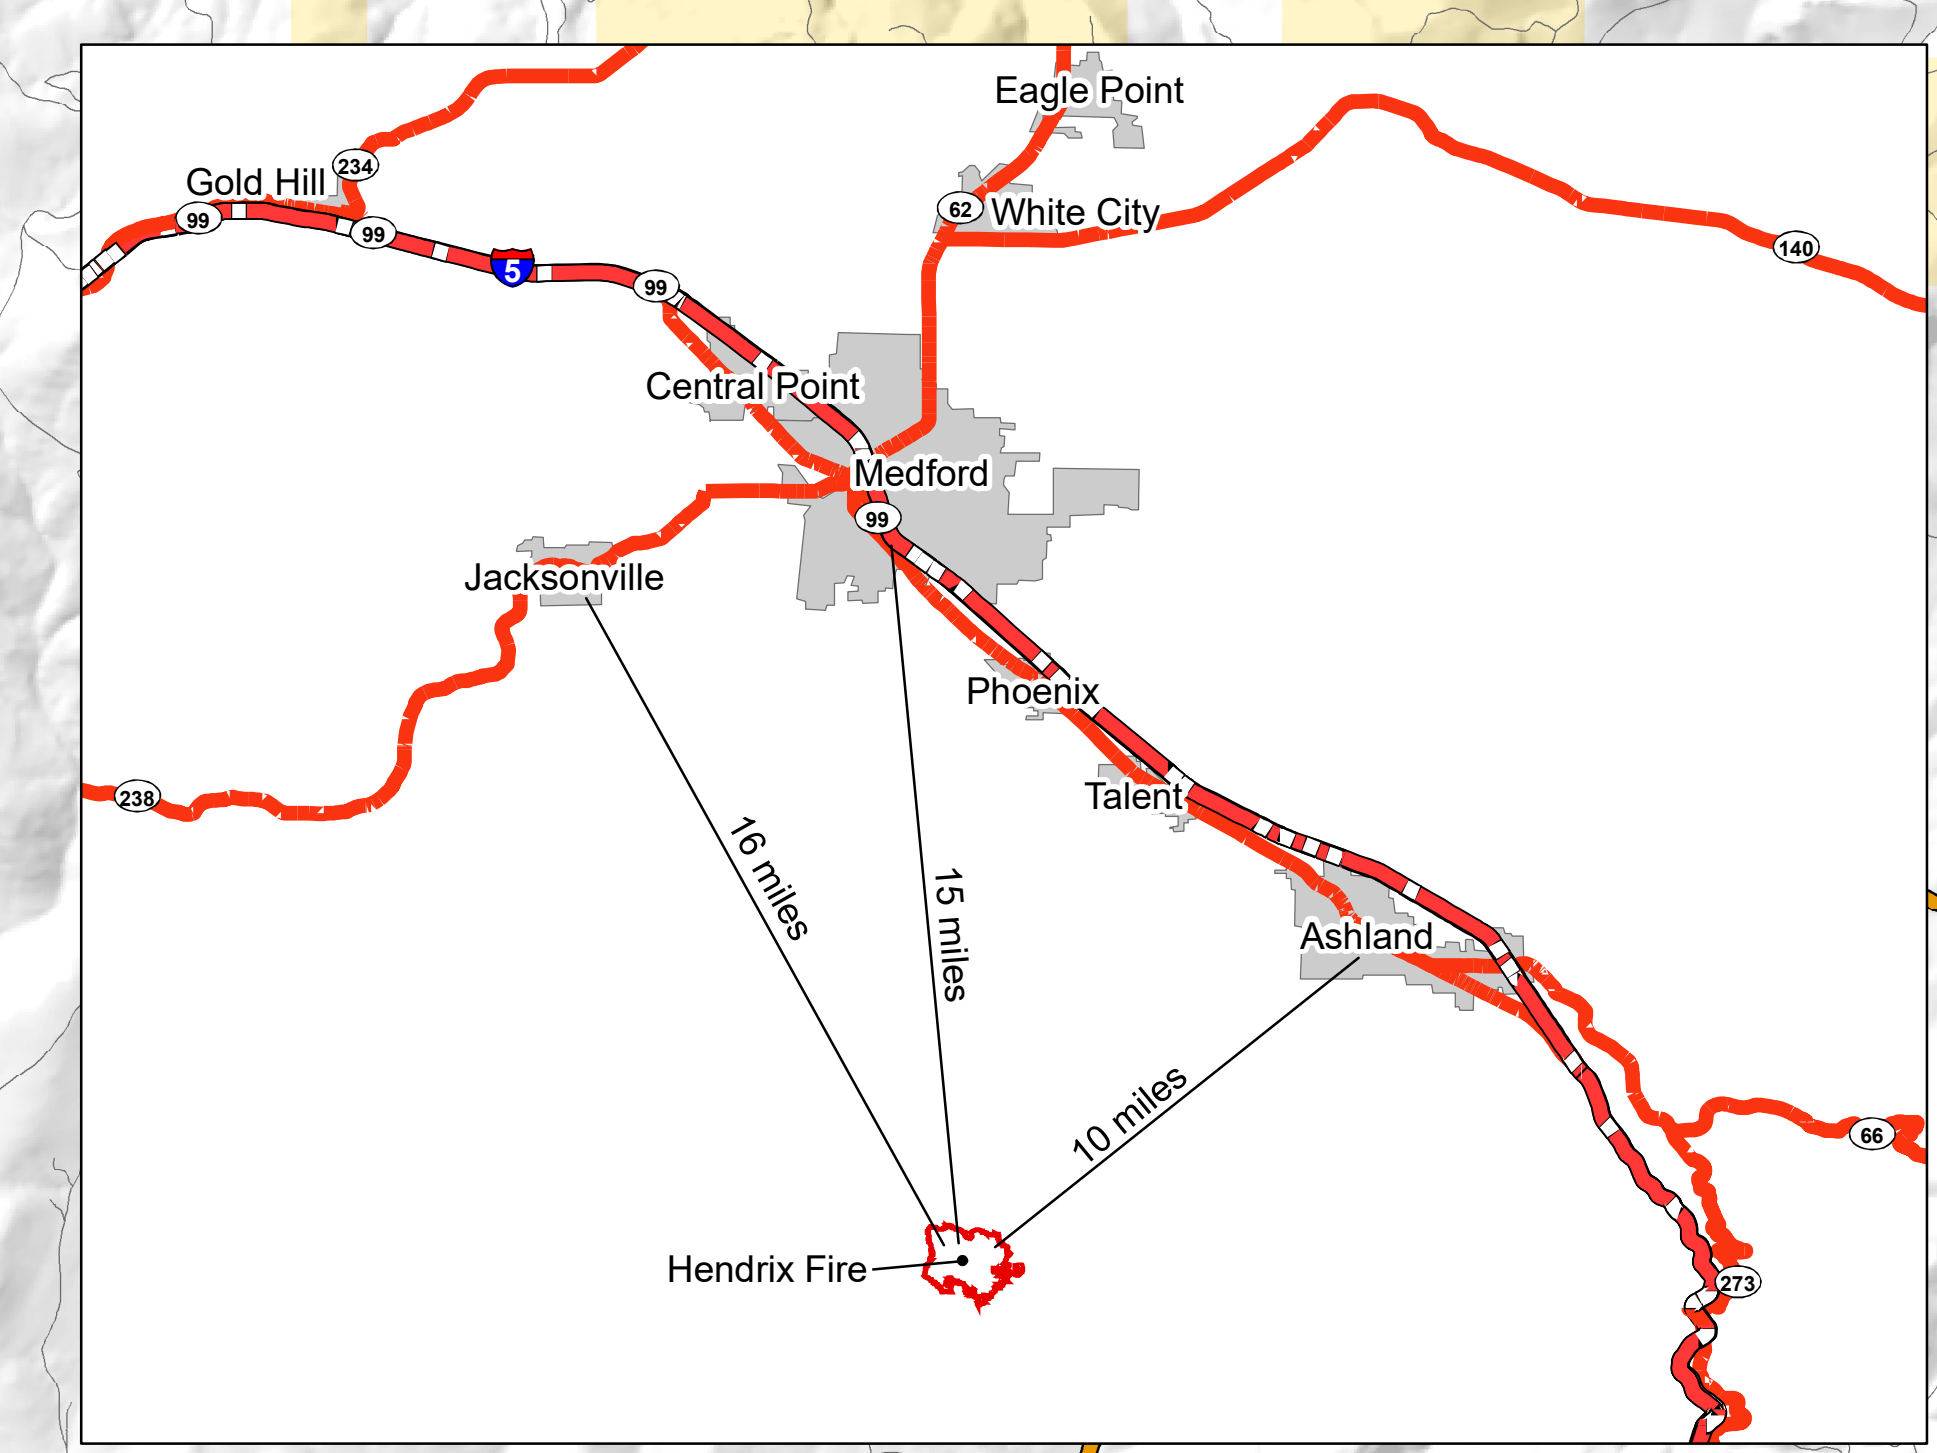 Eagle Point
234
Gold Hill
99
62
White City
99
140
5
99
Central Point
Medford
99
Jacksonville
Phoenix
238
Talent
16 miles
15 miles
Ashland
10 miles
66
Hendrix Fire
273